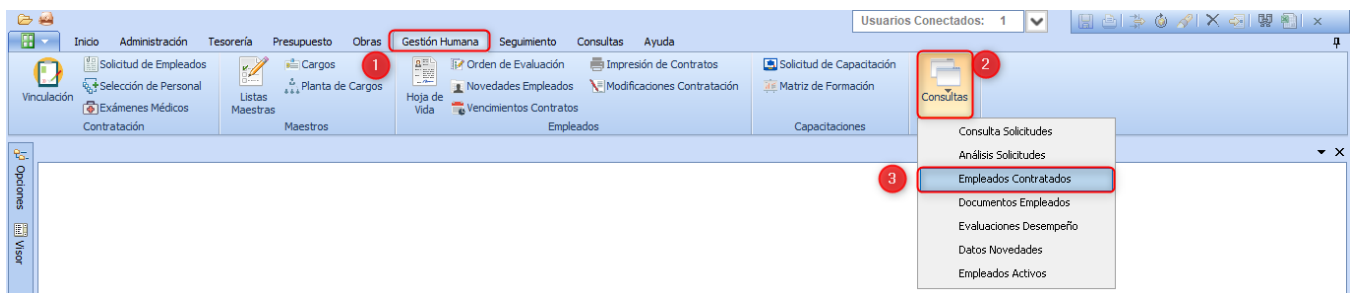 Usuarios Conectados: 1
Inicio Administración Tesorería Presupuesto Obras Gestión Humana Seguimiento Consultas Ayuda
1
2
Vinculación
Solicitud de Empleados
Selección de Personal
Exámenes Médicos
Contratación
Listas Maestras
Cargos
Planta de Cargos
Maestros
Hoja de Vida
Orden de Evaluación
Novedades Empleados
Vencimientos Contratos
Impresión de Contratos
Modificaciones Contratación
Empleados
Solicitud de Capacitación
Matriz de Formación
Capacitaciones
Consultas
Consulta Solicitudes
Análisis Solicitudes
3
Empleados Contratados
Documentos Empleados
Evaluaciones Desempeño
Datos Novedades
Empleados Activos
Opciones
Visor